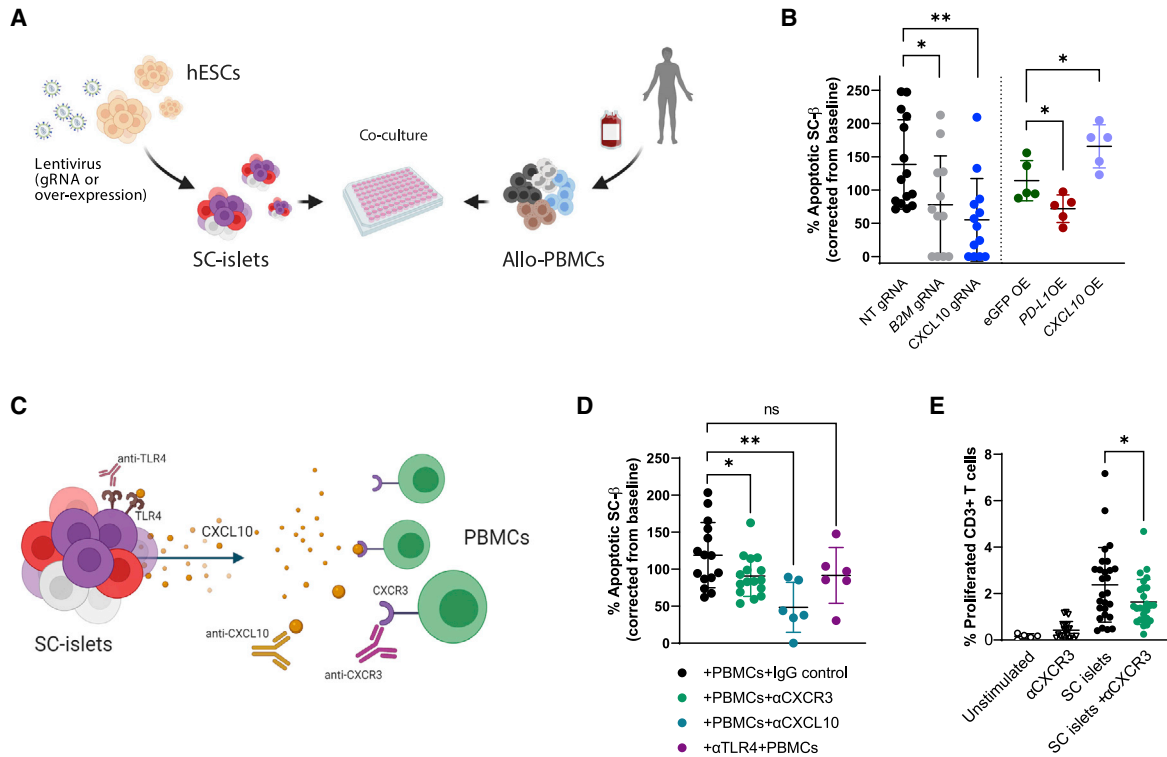 A
hESCs
Lentivirus
(gRNA or
over-expression)
Co-culture
SC-islets
Allo-PBMCs
B
% Apoptotic SC-β
(corrected from baseline)
250
200
150
100
50
0
*
**
*
*
NT gRNA
B2M gRNA
CXCL10 gRNA
eGFP OE
PD-L1OE
CXCL10 OE
C
anti-TLR4
TLR4
CXCL10
PBMCs
CXCR3
SC-islets
anti-CXCL10
anti-CXCR3
D
% Apoptotic SC-β
(corrected from baseline)
250
200
150
100
50
0
ns
**
*
+PBMCs+IgG control
+PBMCs+αCXCR3
+PBMCs+αCXCL10
+αTLR4+PBMCs
E
% Proliferated CD3+ T cells
8
6
4
2
0
*
Unstimulated
αCXCR3
SC islets
SC islets +αCXCR3